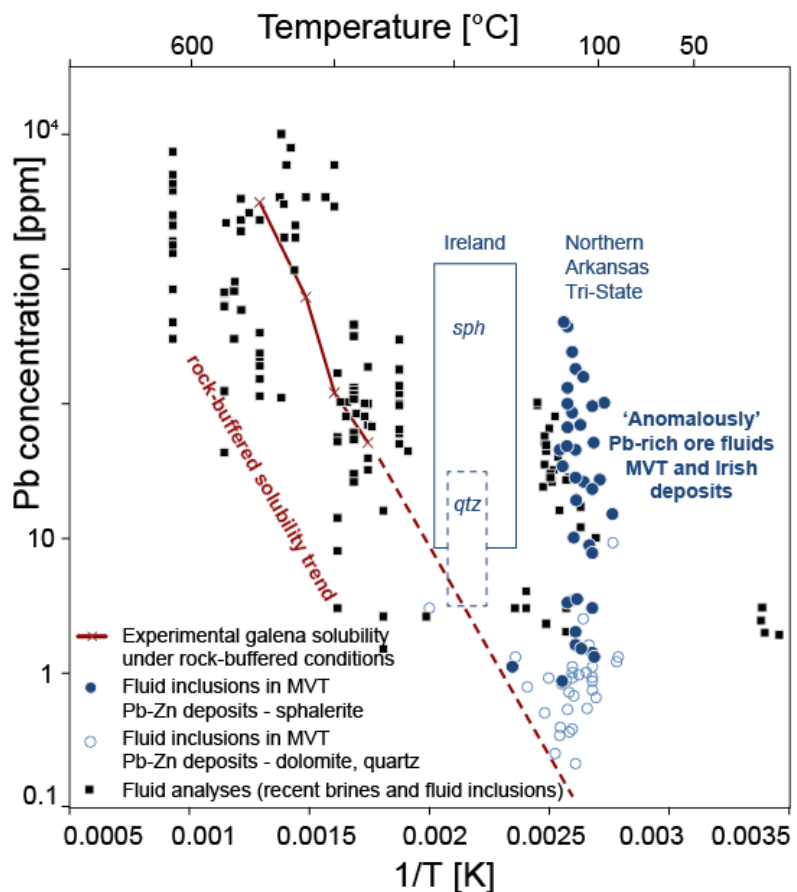 Temperature [°C]
600
100
50
10⁴
10
1
0.1
Pb concentration [ppm]
Ireland
Northern
Arkansas
Tri-State
sph
qtz
'Anomalously'
Pb-rich ore fluids
MVT and Irish
deposits
rock-buffered solubility trend
Experimental galena solubility
under rock-buffered conditions
Fluid inclusions in MVT
Pb-Zn deposits - sphalerite
Fluid inclusions in MVT
Pb-Zn deposits - dolomite, quartz
Fluid analyses (recent brines and fluid inclusions)
0.0005 0.001 0.0015 0.002 0.0025 0.003 0.0035
1/T [K]